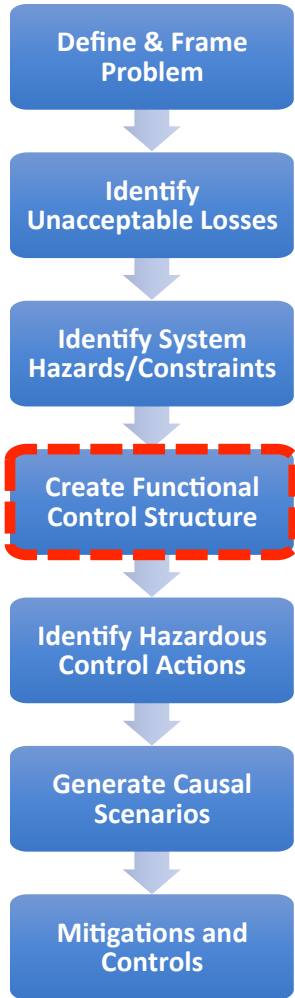 Define & Frame
Problem
Identify
Unacceptable Losses
Identify System
Hazards/Constraints
Create Functional
Control Structure
Identify Hazardous
Control Actions
Generate Causal
Scenarios
Mitigations and
Controls